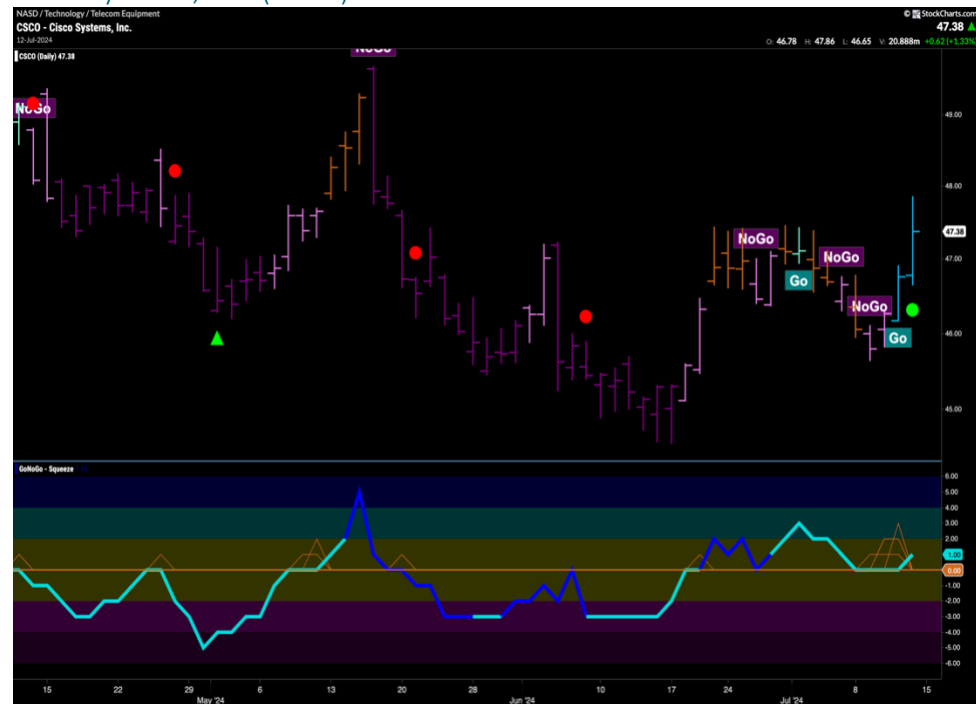 NASD / Technology / Telecom Equipment
© StockCharts.com
CSCO - Cisco Systems, Inc.
47.38
12-Jul-2024
O: 46.78 H: 47.86 L: 46.65 V: 20.888m +0.62 (+1.33%)
CSCO (Daily) 47.38
NoGo
NoGo
49.00
48.00
47.38
NoGo
47.00
NoGo
Go
NoGo
46.00
Go
45.00
GoNoGo - Squeeze
6.00
5.00
4.00
3.00
2.00
1.00
0.00
-1.00
-2.00
-3.00
-4.00
-5.00
-6.00
15 22 29 6 13 20 28 10 17 24 8 15
May '24 Jun '24 Jul '24